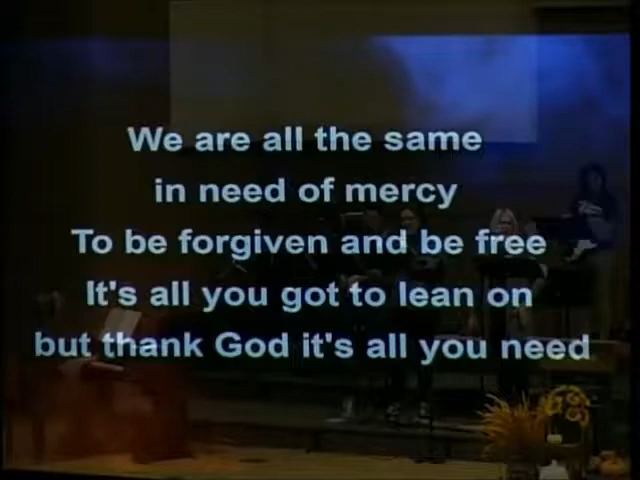 We are all the same
in need of mercy
To be forgiven and be free
It's all you got to lean on
but thank God it's all you need